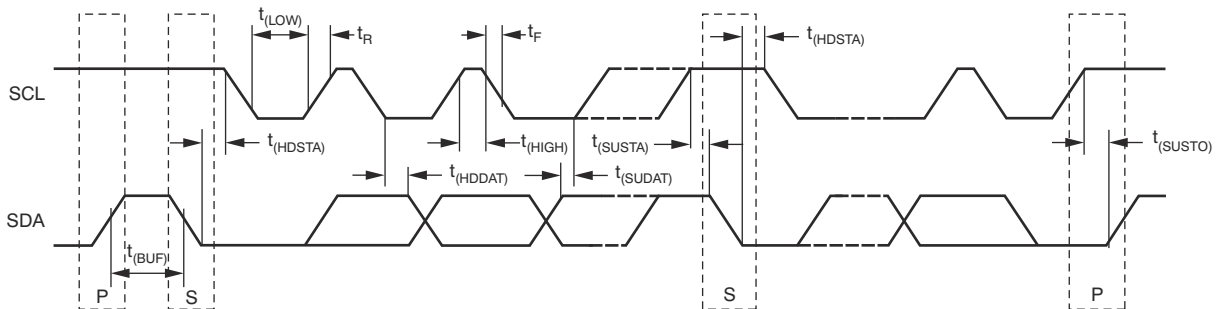 t(LOW)
tR
tF
t(HDSTA)
SCL
t(HDSTA)
t(HIGH)
t(SUSTA)
t(SUSTO)
t(HDDAT)
t(SUDAT)
SDA
t(BUF)
P
S
S
P